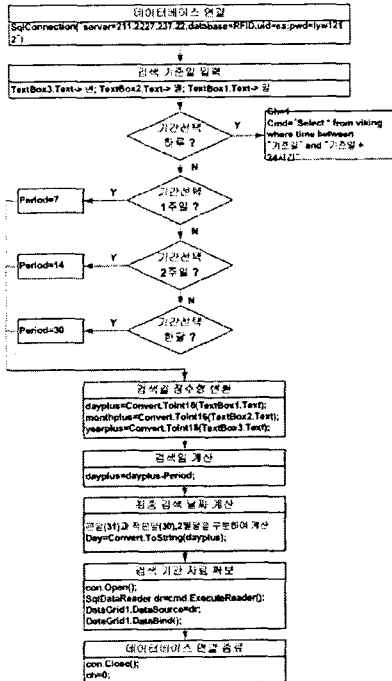 데이터베이스 연결
SqlConnection("server=211.2227.237.22,database=RFID,uid=es;pwd=lyw121
2")
검색 기준일 입력
TextBox3.Text-> 년; TextBox2.Text-> 월; TextBox1.Text-> 일
기간선택
하루 ?
Y
Ch=1
Cmd="Select * from viking
where time between
"기준일" and "기준일 +
24시간"
N
기간선택
1주일 ?
Y
Period=7
N
기간선택
2주일 ?
Y
Period=14
N
기간선택
한달 ?
Y
Period=30
검색일 정수형 변환
dayplus=Convert.ToInt16(TextBox1.Text);
monthplus=Convert.ToInt16(TextBox2.Text);
yearplus=Convert.ToInt16(TextBox3.Text);
검색일 계산
dayplus=dayplus-Period;
최종 검색 날짜 계산
큰달(31)과 작은달(30),2월달을 구분하여 계산
Day=Convert.ToString(dayplus);
검색 기간 자료 확보
con.Open();
SqlDataReader dr=cmd.ExecuteReader();
DataGrid1.DataSource=dr;
DataGrid1.DataBind();
데이터베이스 연결 종료
con.Close();
ch=0;